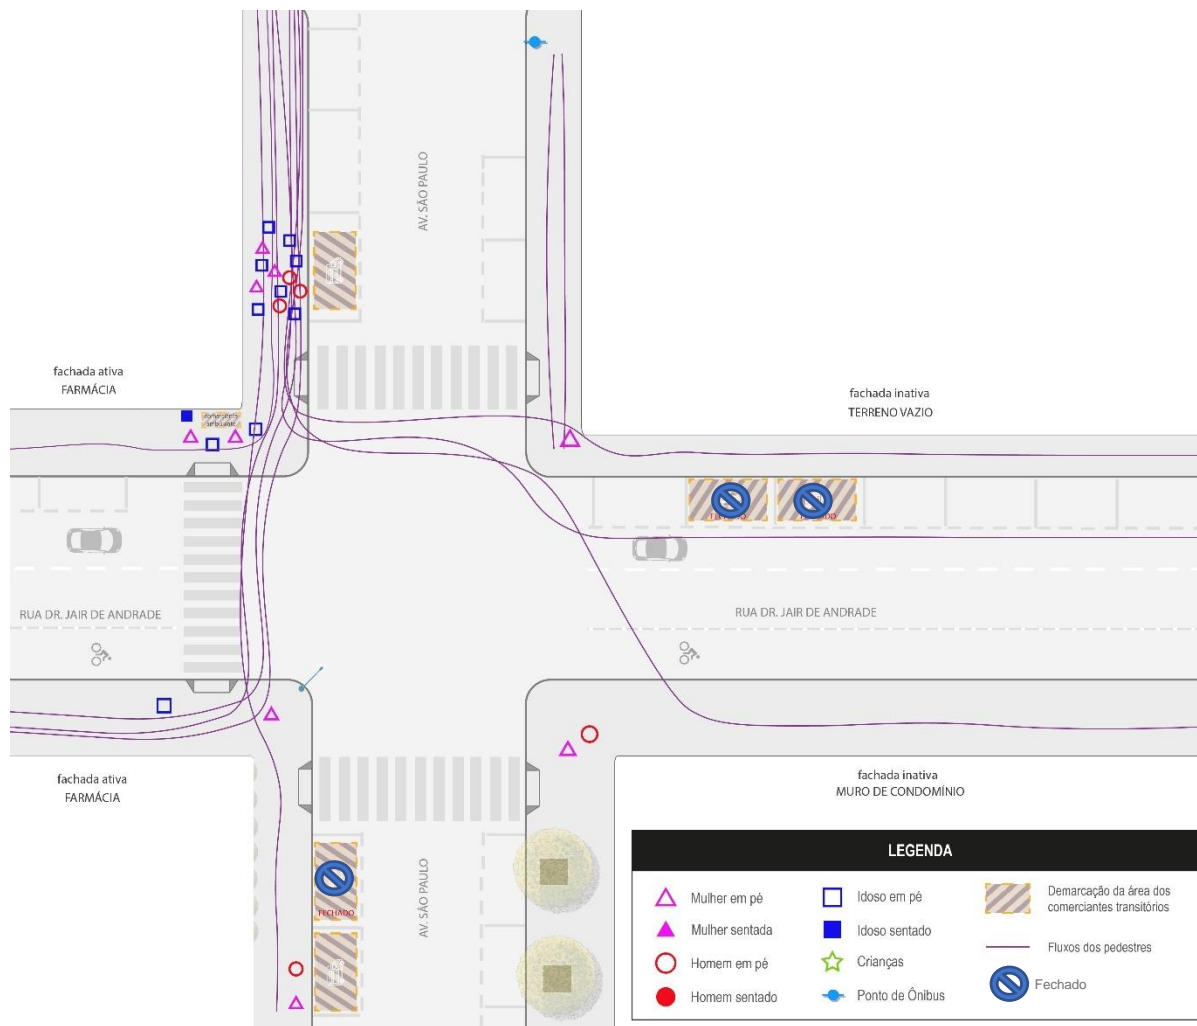 AV. SÃO PAULO
fachada ativa
FARMÁCIA
fachada inativa
TERRENO VAZIO
RUA DR. JAIR DE ANDRADE
RUA DR. JAIR DE ANDRADE
fachada ativa
FARMÁCIA
fachada inativa
MURO DE CONDOMÍNIO
AV. SÃO PAULO
FECHADO
LEGENDA
Mulher em pé
Mulher sentada
Homem em pé
Homem sentado
Idoso em pé
Idoso sentado
Crianças
Ponto de Ônibus
Demarcação da área dos
comerciantes transitórios
Fluxos dos pedestres
Fechado